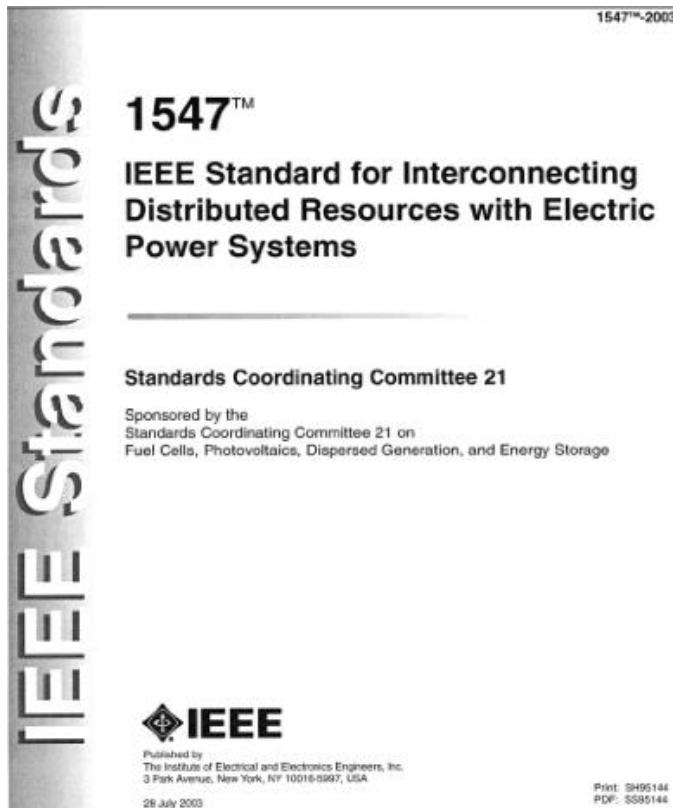 1547™-2003
IEEE Standards
1547™
IEEE Standard for Interconnecting
Distributed Resources with Electric
Power Systems
Standards Coordinating Committee 21
Sponsored by the
Standards Coordinating Committee 21 on
Fuel Cells, Photovoltaics, Dispersed Generation, and Energy Storage
IEEE
Published by
The Institute of Electrical and Electronics Engineers, Inc.
3 Park Avenue, New York, NY 10016-5997, USA
28 July 2003
Print: SH95144
PDF: SS95144